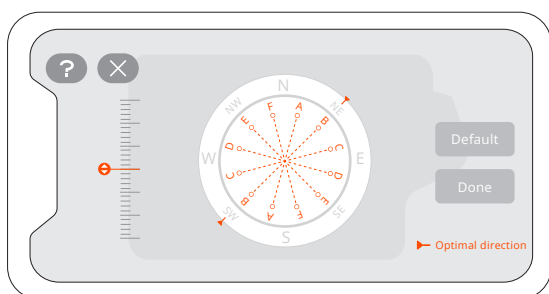 ?
N
NW NE
F A
E B
D C
W E
Default
C D
Done
B E
A F
SW SE
S
Optimal direction